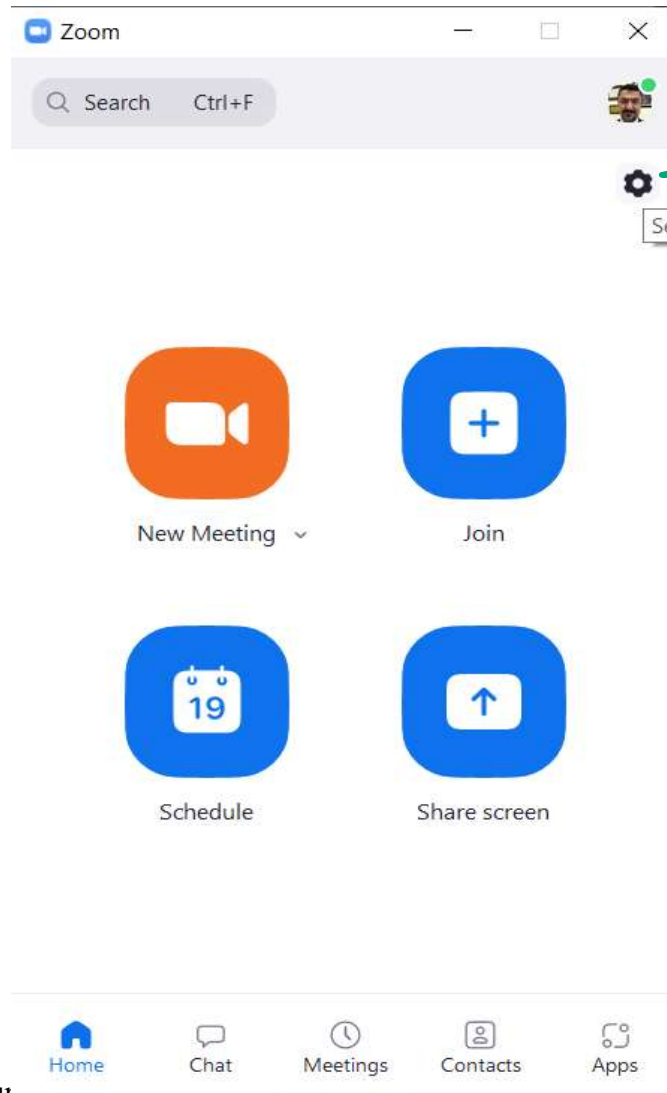 Zoom
Search Ctrl+F
New Meeting Join
19
Schedule Share screen
Home Chat Meetings Contacts Apps